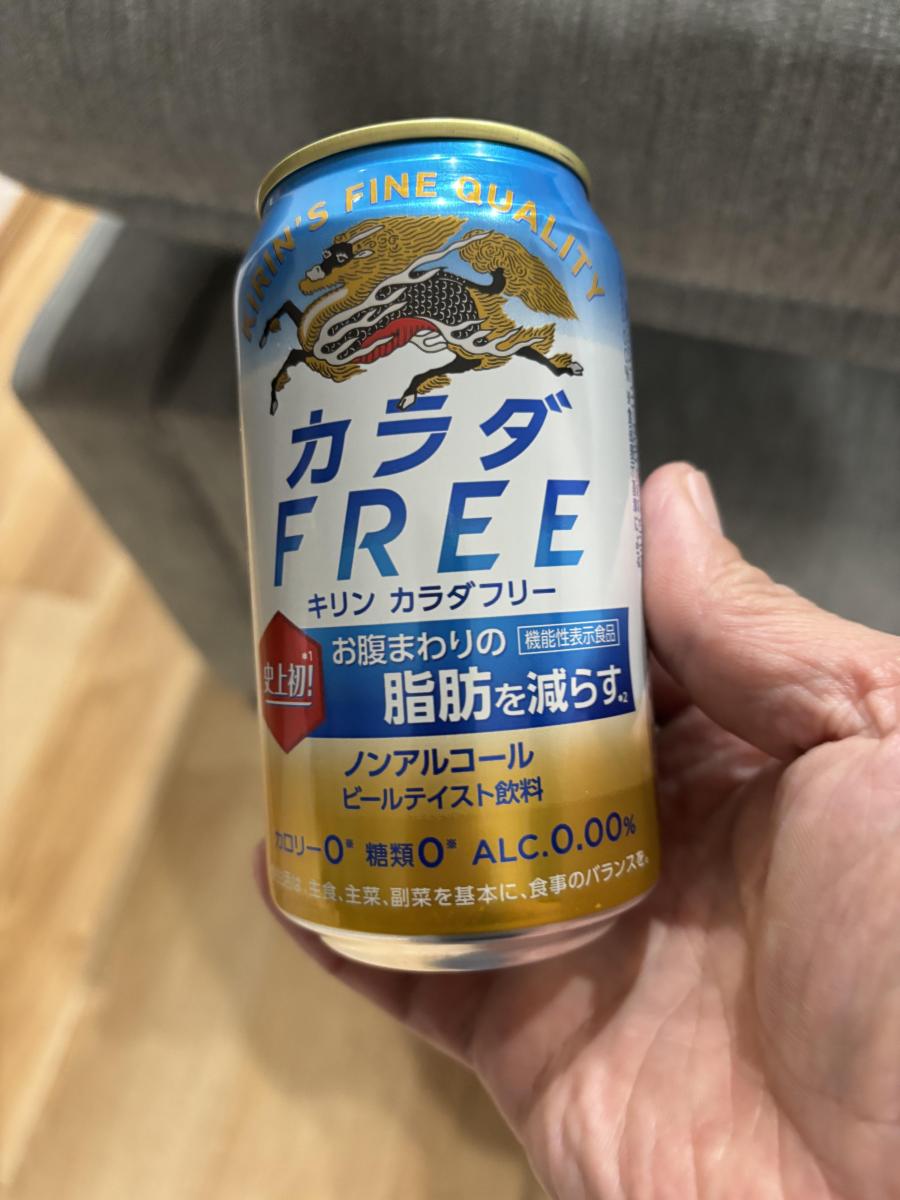 KIRIN'S FINE QUALITY
カラダ
FREE
キリン カラダフリー
史上初!*1
お腹まわりの 機能性表示食品
脂肪を減らす*2
ノンアルコール
ビールテイスト飲料
カロリー0※ 糖類0※ ALC.0.00%
は、主食、主菜、副菜を基本に、食事のバランスを。